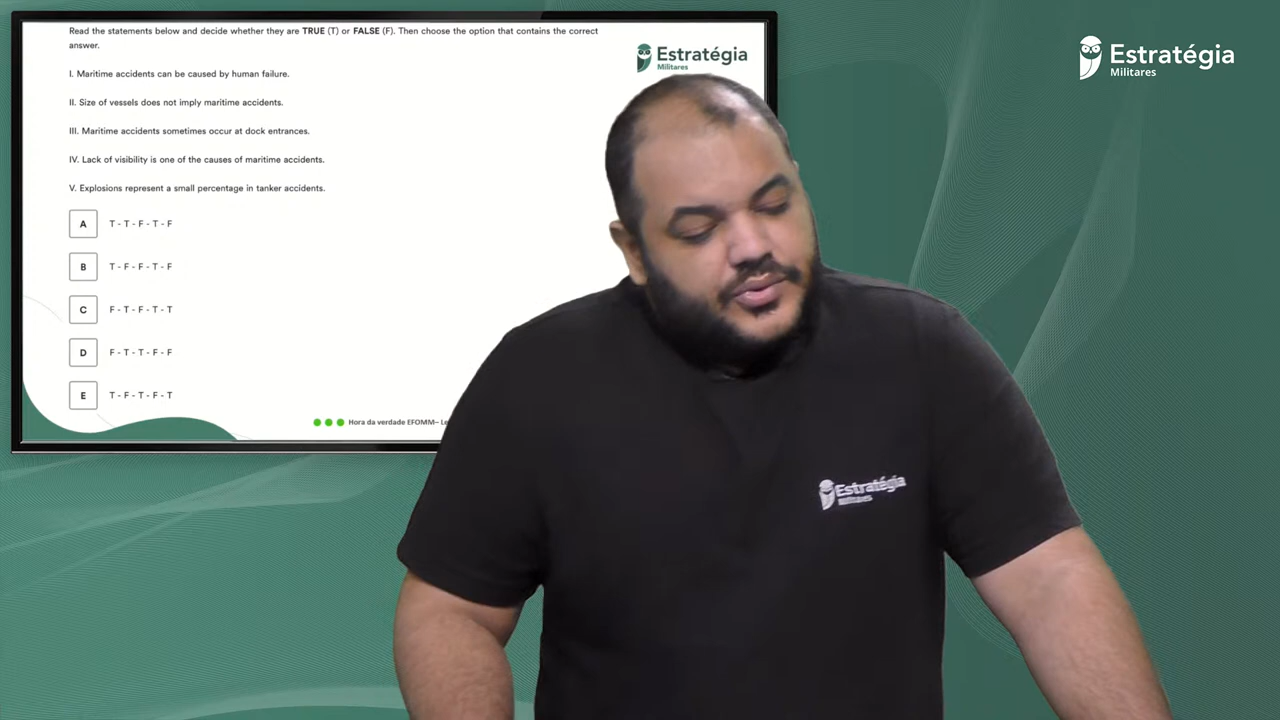 Read the statements below and decide whether they are TRUE (T) or FALSE (F). Then choose the option that contains the correct
answer.
Estratégia
Militares
I. Maritime accidents can be caused by human failure.
II. Size of vessels does not imply maritime accidents.
III. Maritime accidents sometimes occur at dock entrances.
IV. Lack of visibility is one of the causes of maritime accidents.
V. Explosions represent a small percentage in tanker accidents.
A T - T - F - T - F
B T - F - F - T - F
C F - T - F - T - T
D F - T - T - F - F
E T - F - T - F - T
Hora da verdade EFOMM–
Estratégia
Militares
Estratégia
Militares